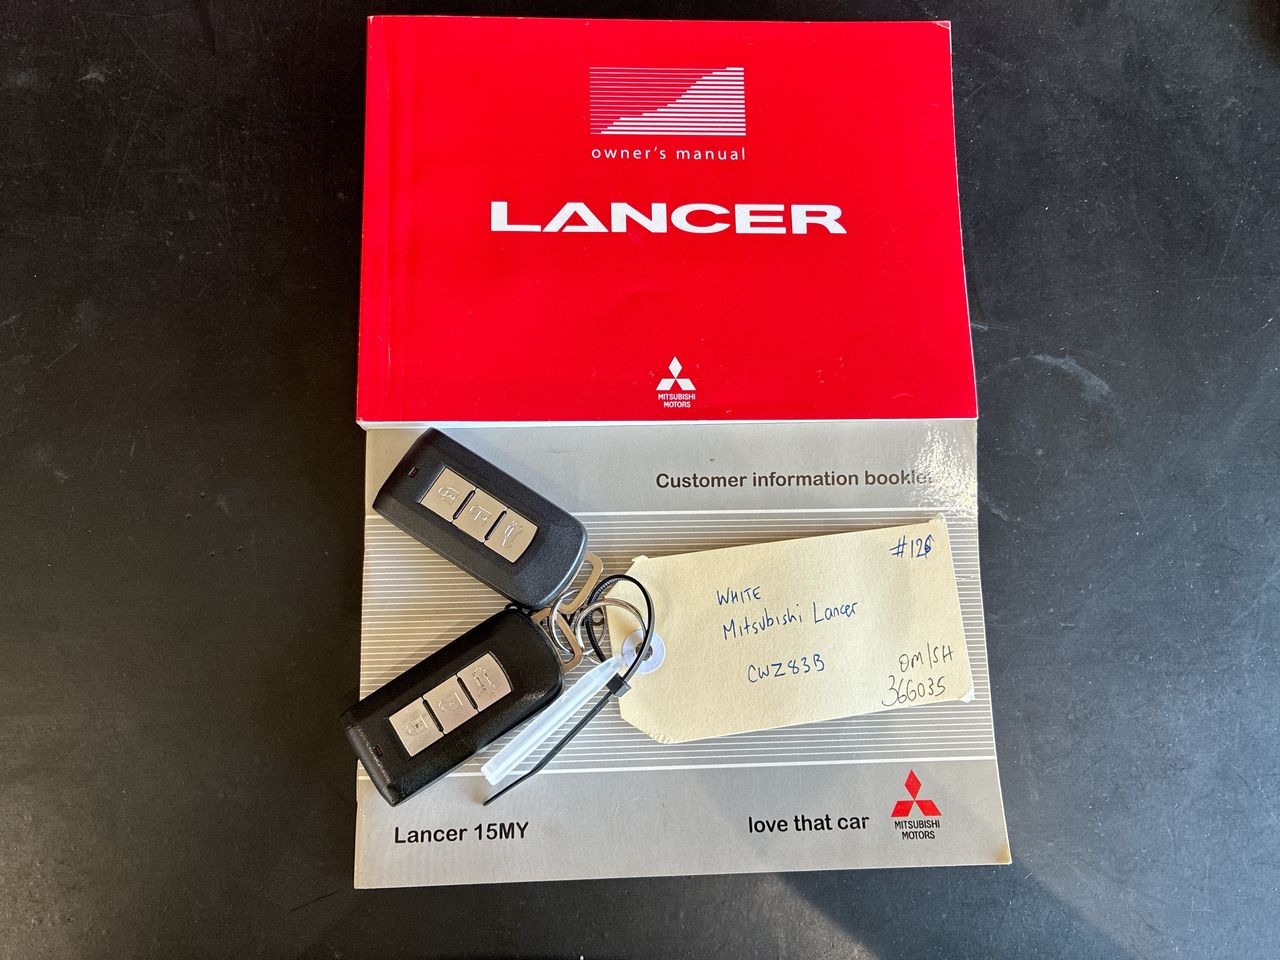 owner's manual
LANCER
MITSUBISHI
MOTORS
Customer information booklet
WHITE
Mitsubishi Lancer
CWZ83B
OM/SH
366035
Lancer 15MY
love that car
MITSUBISHI
MOTORS